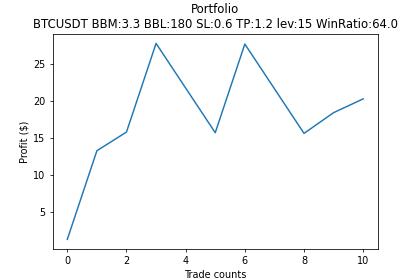 Portfolio
BTCUSDT BBM:3.3 BBL:180 SL:0.6 TP:1.2 lev:15 WinRatio:64.0
25
20
15
10
5
Profit ($)
0 2 4 6 8 10
Trade counts